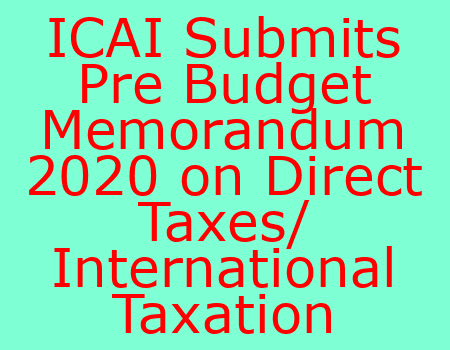 ICAI Submits
Pre Budget
Memorandum
2020 on Direct
Taxes/
International
Taxation